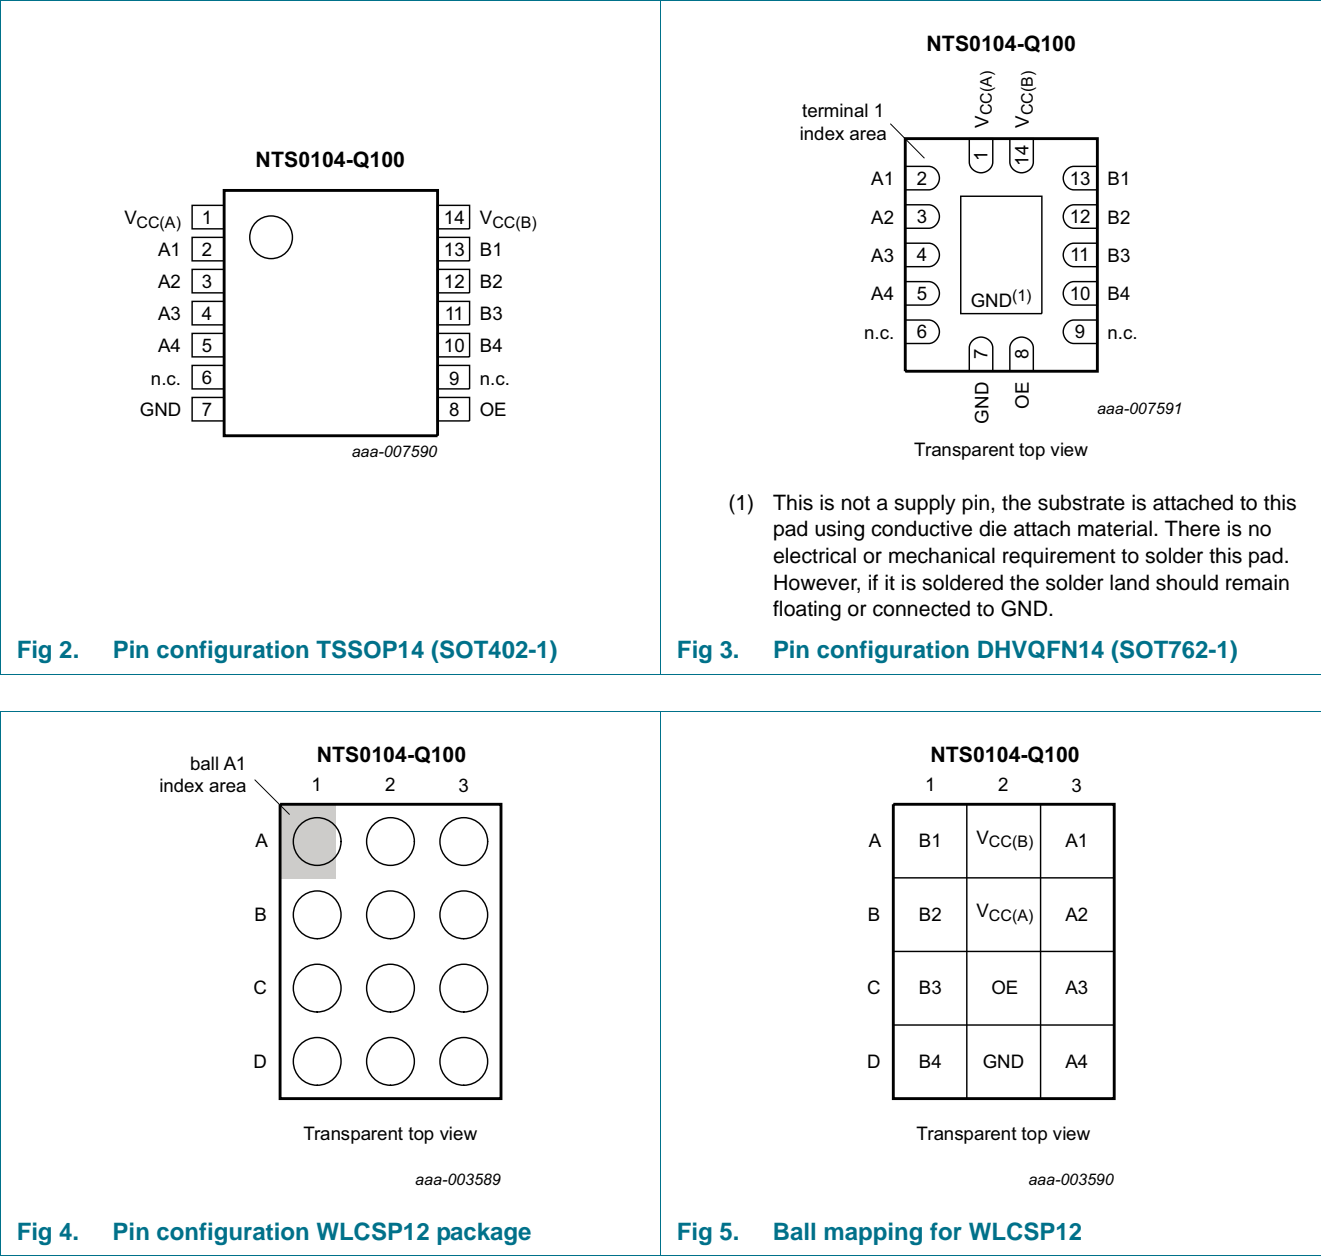 NTS0104-Q100
VCC(A) 1 14 VCC(B)
A1 2 13 B1
A2 3 12 B2
A3 4 11 B3
A4 5 10 B4
n.c. 6 9 n.c.
GND 7 8 OE
aaa-007590
Fig 2. Pin configuration TSSOP14 (SOT402-1)
NTS0104-Q100
terminal 1
index area
VCC(A) VCC(B)
1 14
A1 2 13 B1
A2 3 12 B2
A3 4 11 B3
A4 5 GND(1) 10 B4
n.c. 6 9 n.c.
7 8
GND OE
aaa-007591
Transparent top view
(1) This is not a supply pin, the substrate is attached to this
pad using conductive die attach material. There is no
electrical or mechanical requirement to solder this pad.
However, if it is soldered the solder land should remain
floating or connected to GND.
Fig 3. Pin configuration DHVQFN14 (SOT762-1)
NTS0104-Q100
ball A1
index area
1 2 3
A
B
C
D
Transparent top view
aaa-003589
Fig 4. Pin configuration WLCSP12 package
NTS0104-Q100
1 2 3
A B1 VCC(B) A1
B B2 VCC(A) A2
C B3 OE A3
D B4 GND A4
Transparent top view
aaa-003590
Fig 5. Ball mapping for WLCSP12